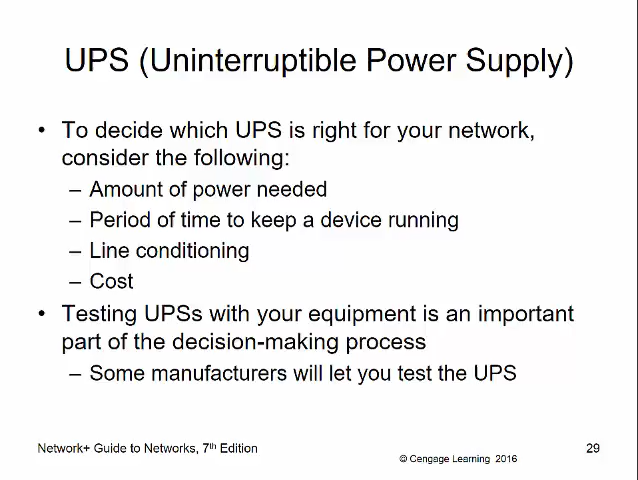 UPS (Uninterruptible Power Supply)
• To decide which UPS is right for your network,
consider the following:
– Amount of power needed
– Period of time to keep a device running
– Line conditioning
– Cost
• Testing UPSs with your equipment is an important
part of the decision-making process
– Some manufacturers will let you test the UPS
Network+ Guide to Networks, 7th Edition
© Cengage Learning 2016
29